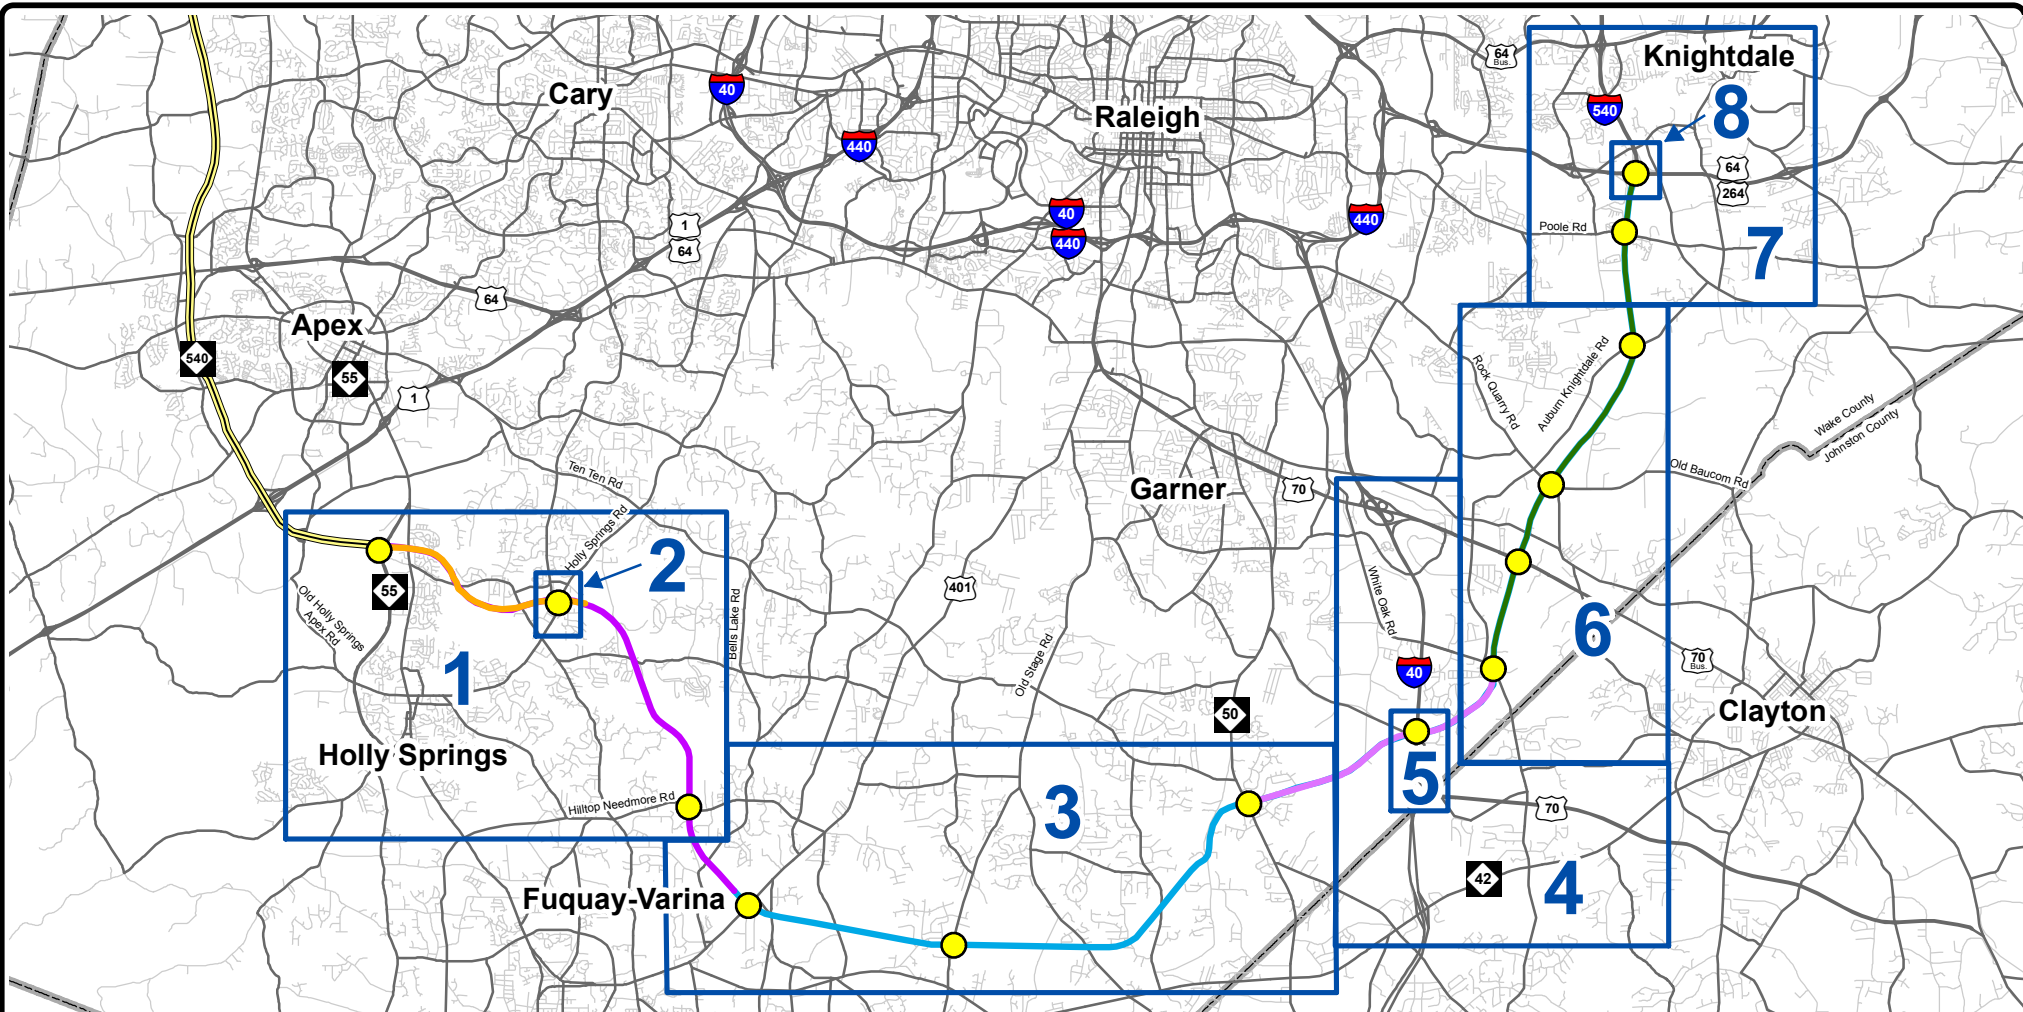 Knightdale
64
Bus.
Cary
40
8
540
Raleigh
440
64
264
40
440
440
1
64
Poole Rd
7
64
Apex
540
55
1
Rock Quarry Rd
Auburn Knightdale Rd
Wake County
Johnston County
Ten Ten Rd
Old Baucom Rd
Garner
70
Holly Springs Rd
2
55
Old Holly Springs
Apex Rd
Bells Lake Rd
401
White Oak Rd
6
Old Stage Rd
1
40
70
Bus.
50
Clayton
Holly Springs
5
3
Hilltop Needmore Rd
70
42
4
Fuquay-Varina